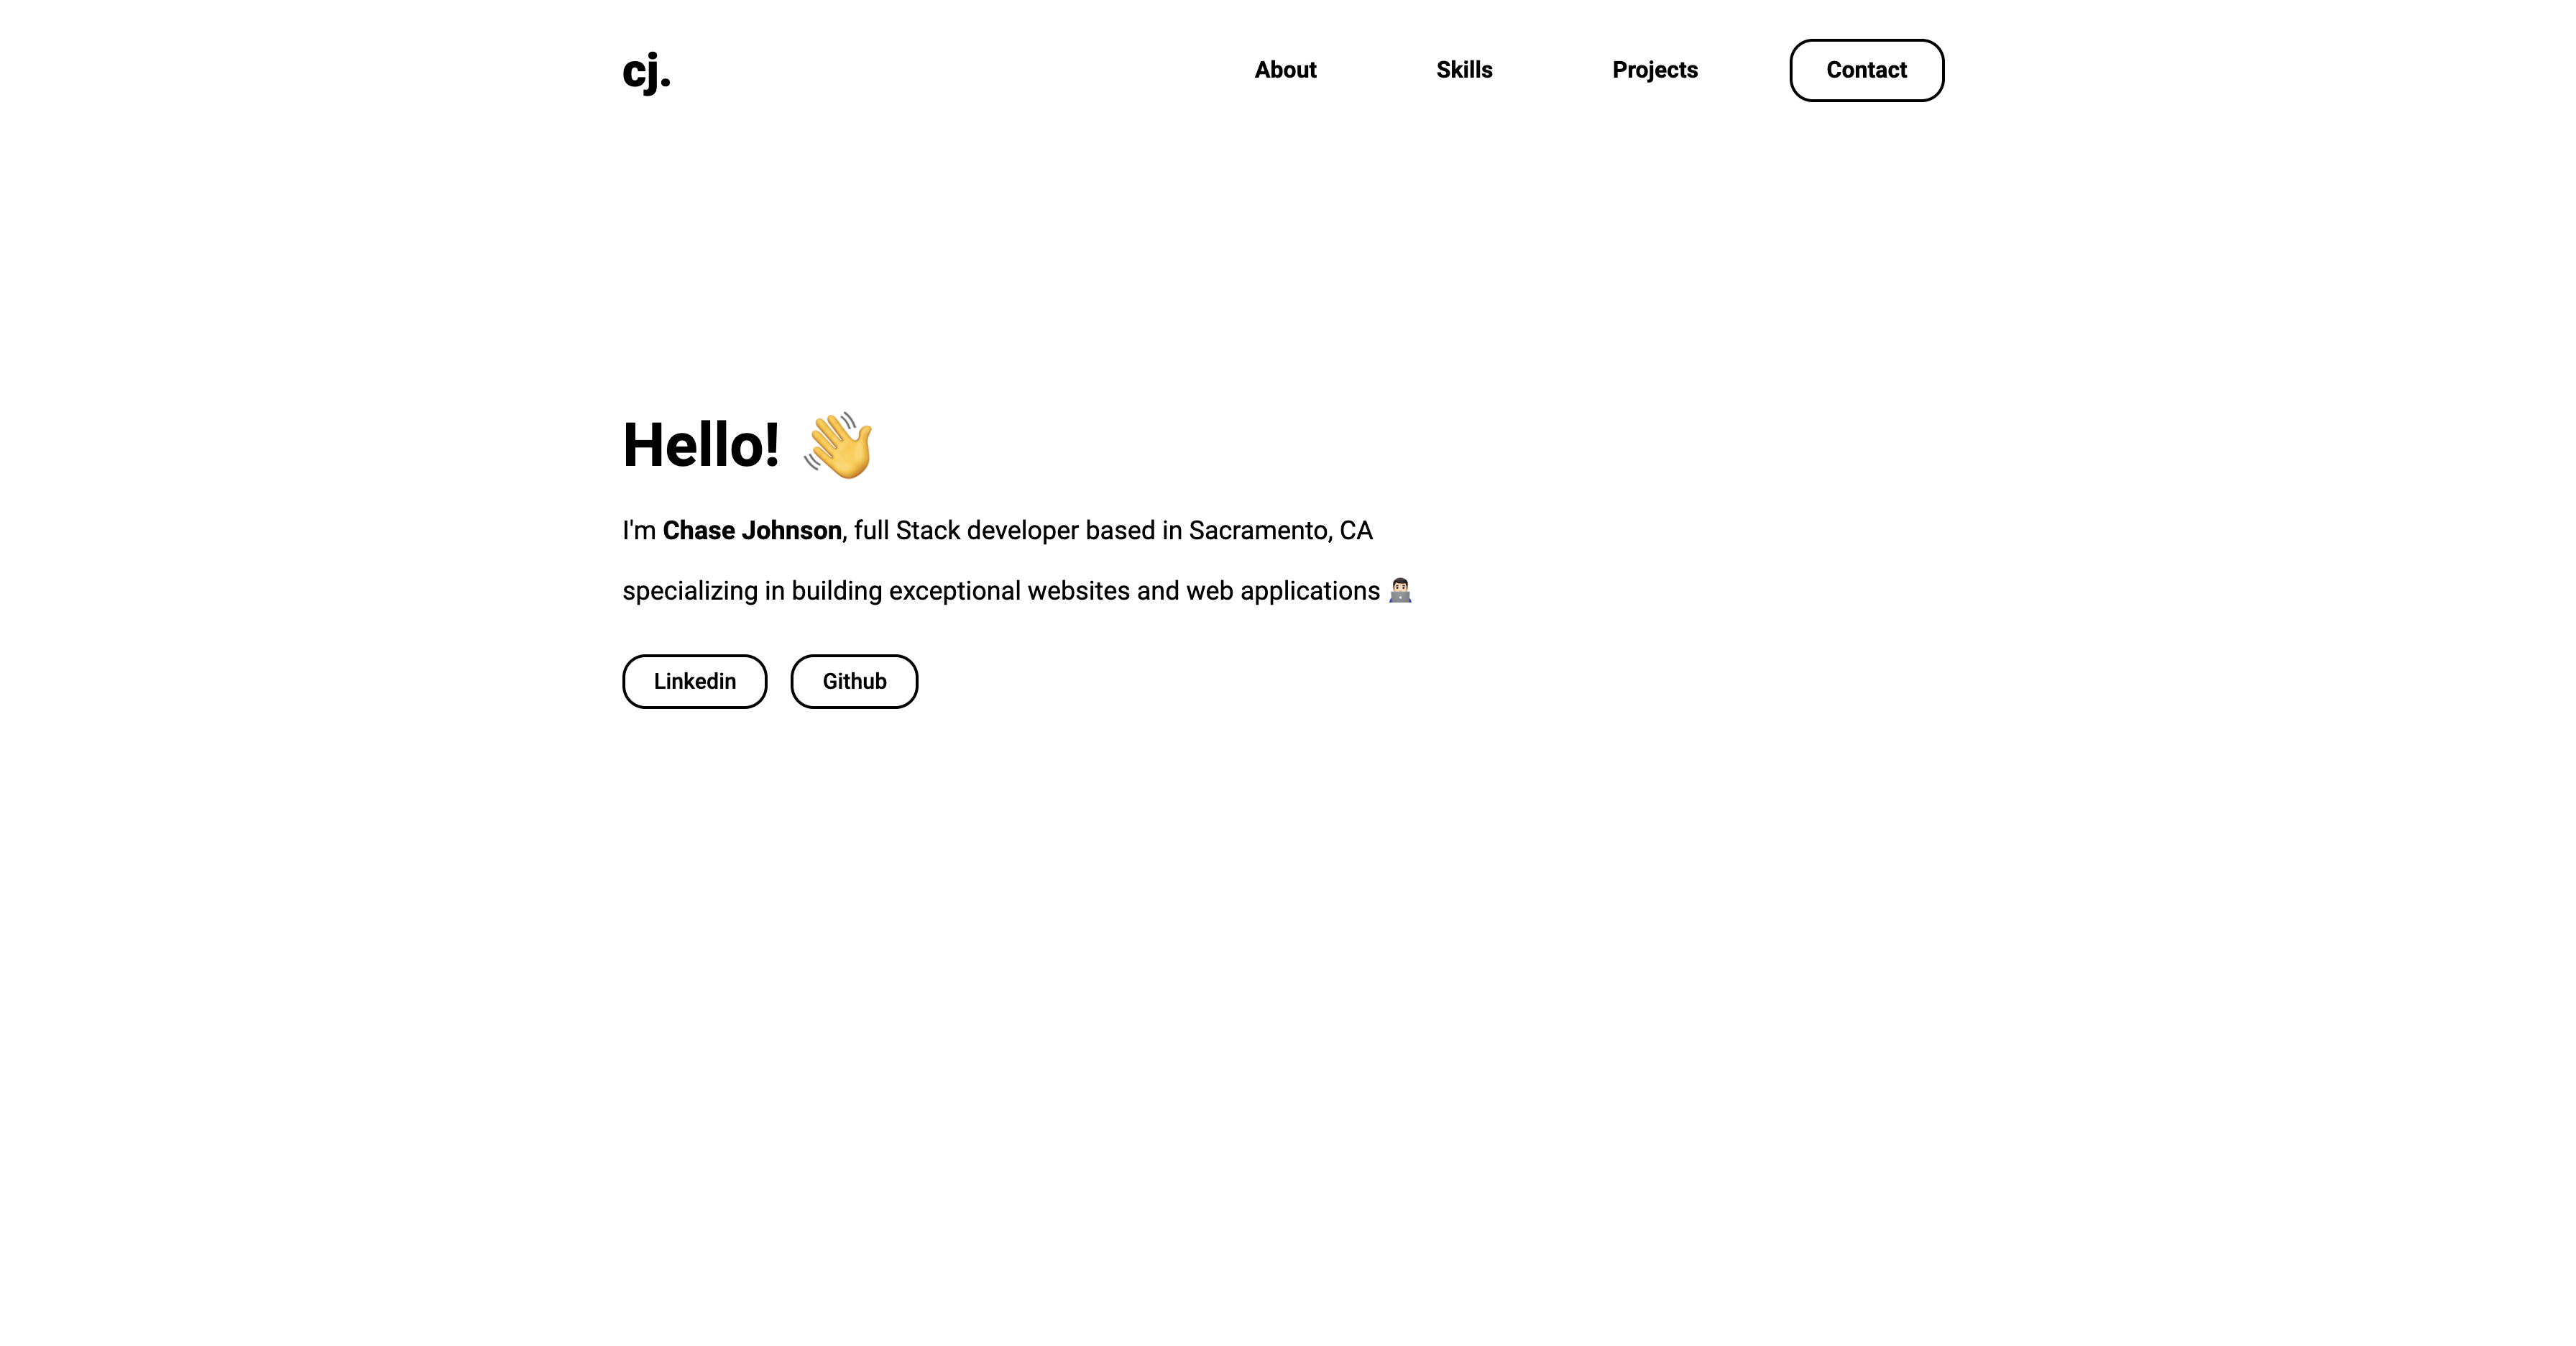 cj.
About
Skills
Projects
Contact
Hello! 👋
I'm Chase Johnson, full Stack developer based in Sacramento, CA
specializing in building exceptional websites and web applications 👨🏻‍💻
Linkedin
Github